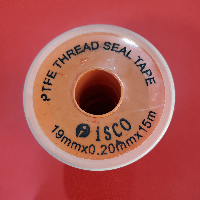 PTFE THREAD SEAL TAPE
ISCO
19mmx0.20mmx15m